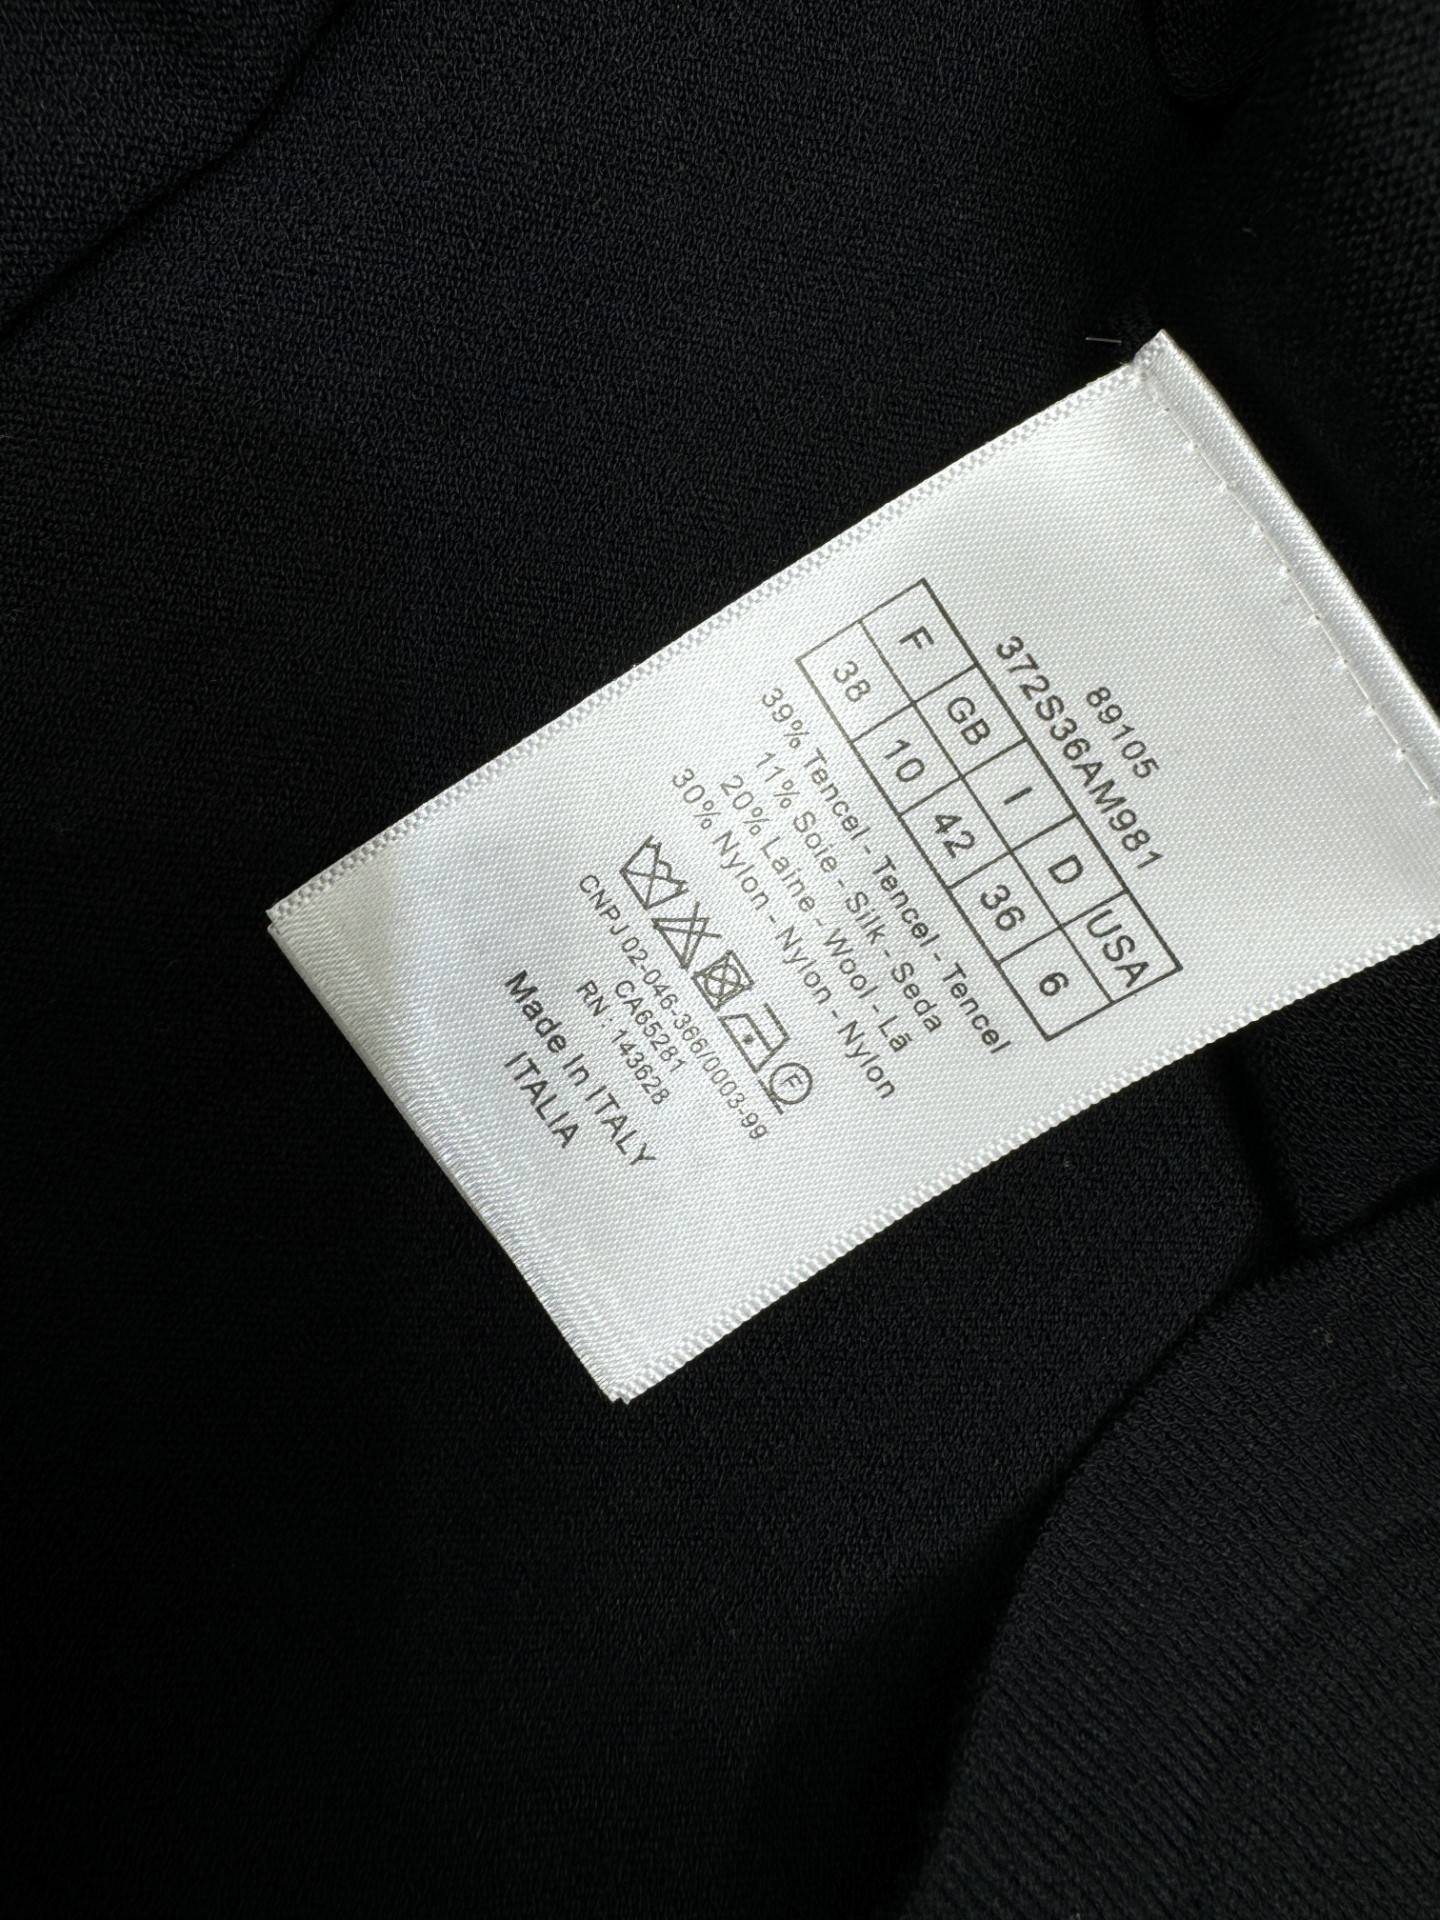 89105
372S36AM981
F GB I D USA
38 10 42 36 6
39% Tencel - Tencel - Tencel
11% Soie - Silk - Seda
20% Laine - Wool - Lã
30% Nylon - Nylon - Nylon
F
CNPJ 02-046-366/0003-99
CA65281
RN : 143628
Made In ITALY
ITALIA